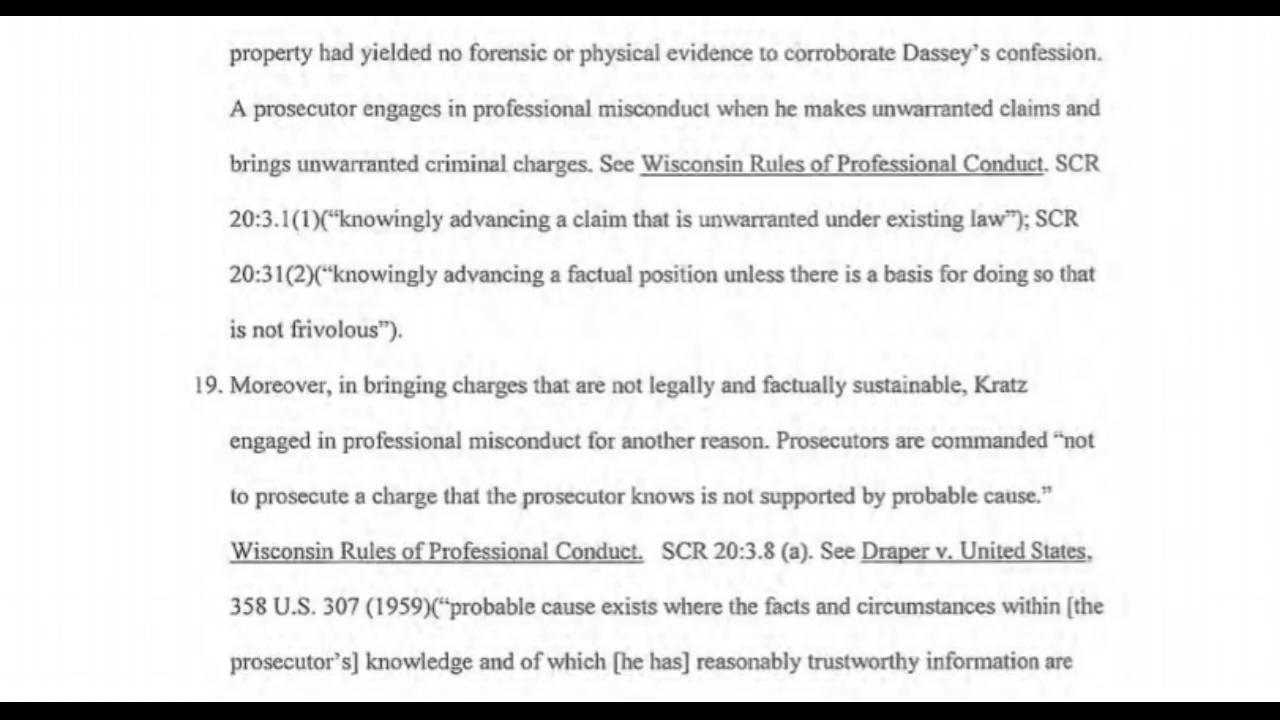 property had yielded no forensic or physical evidence to corroborate Dassey’s confession.
A prosecutor engages in professional misconduct when he makes unwarranted claims and
brings unwarranted criminal charges. See Wisconsin Rules of Professional Conduct. SCR
20:3.1(1)(“knowingly advancing a claim that is unwarranted under existing law”); SCR
20:31(2)(“knowingly advancing a factual position unless there is a basis for doing so that
is not frivolous”).
19. Moreover, in bringing charges that are not legally and factually sustainable, Kratz
engaged in professional misconduct for another reason. Prosecutors are commanded “not
to prosecute a charge that the prosecutor knows is not supported by probable cause.”
Wisconsin Rules of Professional Conduct. SCR 20:3.8 (a). See Draper v. United States,
358 U.S. 307 (1959)(“probable cause exists where the facts and circumstances within [the
prosecutor’s] knowledge and of which [he has] reasonably trustworthy information are